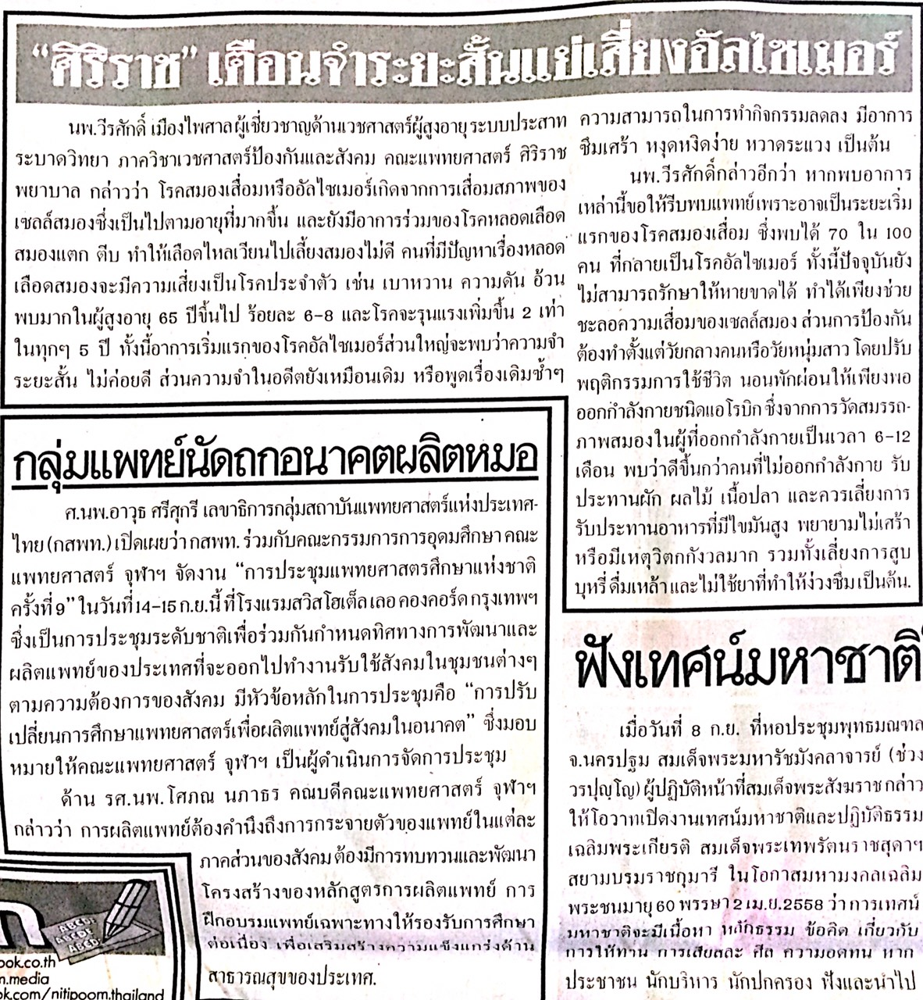 “ศิริราช” เตือนจำระยะสั้นแย่เสี่ยงอัลไซเมอร์
นพ.วีรศักดิ์ เมืองไพศาล ผู้เชี่ยวชาญด้านเวชศาสตร์ผู้สูงอายุ ระบบประสาท
ระบาดวิทยา ภาควิชาเวชศาสตร์ป้องกันและสังคม คณะแพทยศาสตร์ ศิริราช
พยาบาล กล่าวว่า โรคสมองเสื่อมหรืออัลไซเมอร์เกิดจากการเสื่อมสภาพของ
เซลล์สมองซึ่งเป็นไปตามอายุที่มากขึ้น และยังมีอาการร่วมของโรคหลอดเลือด
สมองแตก ตีบ ทำให้เลือดไหลเวียนไปเลี้ยงสมองไม่ดี คนที่มีปัญหาเรื่องหลอด
เลือดสมองจะมีความเสี่ยงเป็นโรคประจำตัว เช่น เบาหวาน ความดัน อ้วน
พบมากในผู้สูงอายุ 65 ปีขึ้นไป ร้อยละ 6-8 และโรคจะรุนแรงเพิ่มขึ้น 2 เท่า
ในทุกๆ 5 ปี ทั้งนี้อาการเริ่มแรกของโรคอัลไซเมอร์ส่วนใหญ่จะพบว่าความจำ
ระยะสั้น ไม่ค่อยดี ส่วนความจำในอดีตยังเหมือนเดิม หรือพูดเรื่องเดิมซ้ำๆ
ความสามารถในการทำกิจกรรมลดลง มีอาการ
ซึมเศร้า หงุดหงิดง่าย หวาดระแวง เป็นต้น
นพ.วีรศักดิ์กล่าวอีกว่า หากพบอาการ
เหล่านี้ขอให้รีบพบแพทย์เพราะอาจเป็นระยะเริ่ม
แรกของโรคสมองเสื่อม ซึ่งพบได้ 70 ใน 100
คน ที่กลายเป็นโรคอัลไซเมอร์ ทั้งนี้ปัจจุบันยัง
ไม่สามารถรักษาให้หายขาดได้ ทำได้เพียงช่วย
ชะลอความเสื่อมของเซลล์สมอง ส่วนการป้องกัน
ต้องทำตั้งแต่วัยกลางคนหรือวัยหนุ่มสาว โดยปรับ
พฤติกรรมการใช้ชีวิต นอนพักผ่อนให้เพียงพอ
ออกกำลังกายชนิดแอโรบิก ซึ่งจากการวัดสมรรถ-
ภาพสมองในผู้ที่ออกกำลังกายเป็นเวลา 6-12
เดือน พบว่าดีขึ้นกว่าคนที่ไม่ออกกำลังกาย รับ
ประทานผัก ผลไม้ เนื้อปลา และควรเลี่ยงการ
รับประทานอาหารที่มีไขมันสูง พยายามไม่เศร้า
หรือมีเหตุวิตกกังวลมาก รวมทั้งเลี่ยงการสูบ
บุหรี่ ดื่มเหล้า และไม่ใช้ยาที่ทำให้ง่วงซึม เป็นต้น.
กลุ่มแพทย์นัดถกอนาคตผลิตหมอ
ศ.นพ.อาวุธ ศรีศุกรี เลขาธิการกลุ่มสถาบันแพทยศาสตร์แห่งประเทศ-
ไทย (กสพท.) เปิดเผยว่า กสพท. ร่วมกับคณะกรรมการการอุดมศึกษา คณะ
แพทยศาสตร์ จุฬาฯ จัดงาน “การประชุมแพทยศาสตรศึกษาแห่งชาติ
ครั้งที่ 9” ในวันที่ 14-15 ก.ย.นี้ ที่โรงแรมสวิสโฮเต็ล เลอ คองคอร์ด กรุงเทพฯ
ซึ่งเป็นการประชุมระดับชาติเพื่อร่วมกันกำหนดทิศทางการพัฒนาและ
ผลิตแพทย์ของประเทศที่จะออกไปทำงานรับใช้สังคมในชุมชนต่างๆ
ตามความต้องการของสังคม มีหัวข้อหลักในการประชุมคือ “การปรับ
เปลี่ยนการศึกษาแพทยศาสตร์เพื่อผลิตแพทย์สู่สังคมในอนาคต” ซึ่งมอบ
หมายให้คณะแพทยศาสตร์ จุฬาฯ เป็นผู้ดำเนินการจัดการประชุม
ด้าน รศ.นพ.โศภณ นภาธร คณบดีคณะแพทยศาสตร์ จุฬาฯ
กล่าวว่า การผลิตแพทย์ต้องคำนึงถึงการกระจายตัวของแพทย์ในแต่ละ
ภาคส่วนของสังคม ต้องมีการทบทวนและพัฒนา
โครงสร้างของหลักสูตรการผลิตแพทย์ การ
ฝึกอบรมแพทย์เฉพาะทางให้รองรับการศึกษา
ต่อเนื่อง เพื่อเสริมสร้างความแข็งแกร่งด้าน
สาธารณสุขของประเทศ.
ฟังเทศน์มหาชาติ
เมื่อวันที่ 8 ก.ย. ที่หอประชุมพุทธมณฑล
จ.นครปฐม สมเด็จพระมหารัชมังคลาจารย์ (ช่วง
วรปุญฺโญ) ผู้ปฏิบัติหน้าที่สมเด็จพระสังฆราช กล่าว
ให้โอวาทเปิดงานเทศน์มหาชาติและปฏิบัติธรรม
เฉลิมพระเกียรติ สมเด็จพระเทพรัตนราชสุดาฯ
สยามบรมราชกุมารี ในโอกาสมหามงคลเฉลิม
พระชนมายุ 60 พรรษา 2 เม.ย.2558 ว่า การเทศน์
มหาชาติจะมีเนื้อหา หลักธรรม ข้อคิด เกี่ยวกับ
การให้ทาน การเสียสละ ศีล ความอดทน หาก
ประชาชน นักบริหาร นักปกครอง ฟังและนำไป
ABCDE
ABCDE
ABCD
ook.co.th
n.media
ok.com/nitipoom.thailand